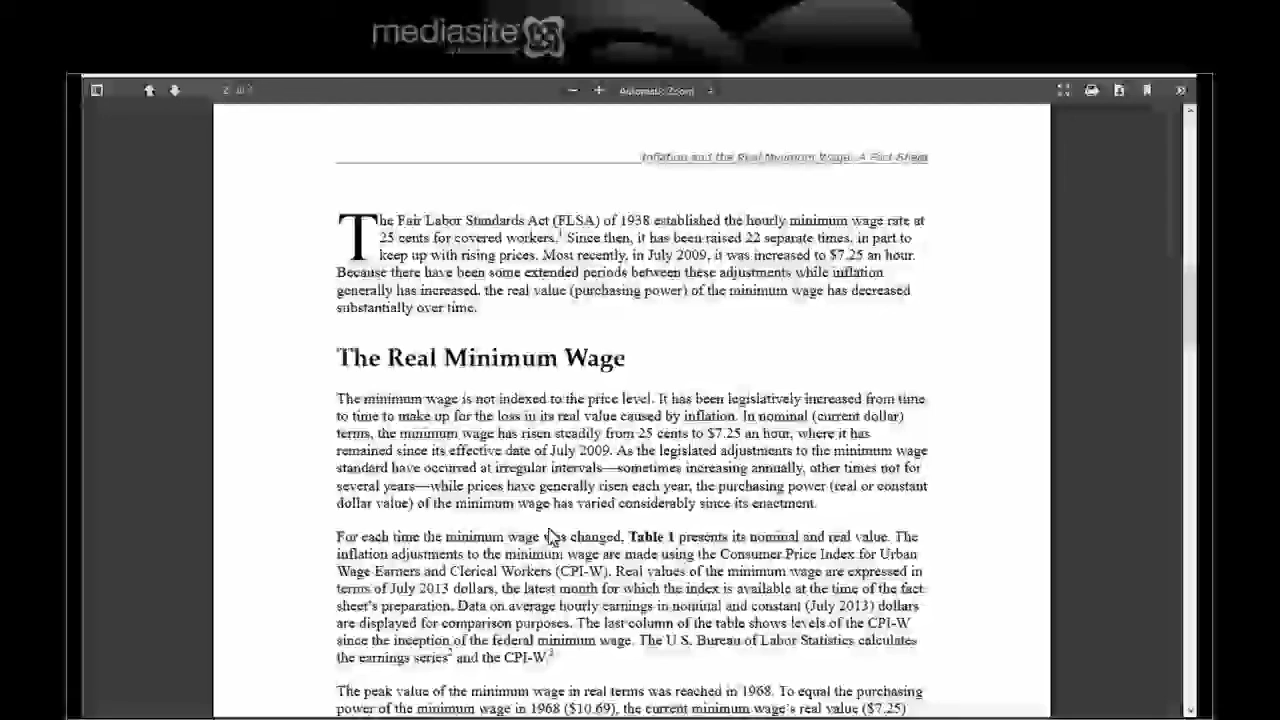 mediasite
Automatic Zoom
Inflation and the Real Minimum Wage: A Fact Sheet
The Fair Labor Standards Act (FLSA) of 1938 established the hourly minimum wage rate at
25 cents for covered workers.1 Since then, it has been raised 22 separate times, in part to
keep up with rising prices. Most recently, in July 2009, it was increased to $7.25 an hour.
Because there have been some extended periods between these adjustments while inflation
generally has increased, the real value (purchasing power) of the minimum wage has decreased
substantially over time.
The Real Minimum Wage
The minimum wage is not indexed to the price level. It has been legislatively increased from time
to time to make up for the loss in its real value caused by inflation. In nominal (current dollar)
terms, the minimum wage has risen steadily from 25 cents to $7.25 an hour, where it has
remained since its effective date of July 2009. As the legislated adjustments to the minimum wage
standard have occurred at irregular intervals—sometimes increasing annually, other times not for
several years—while prices have generally risen each year, the purchasing power (real or constant
dollar value) of the minimum wage has varied considerably since its enactment.
For each time the minimum wage was changed, Table 1 presents its nominal and real value. The
inflation adjustments to the minimum wage are made using the Consumer Price Index for Urban
Wage Earners and Clerical Workers (CPI-W). Real values of the minimum wage are expressed in
terms of July 2013 dollars, the latest month for which the index is available at the time of the fact
sheet's preparation. Data on average hourly earnings in nominal and constant (July 2013) dollars
are displayed for comparison purposes. The last column of the table shows levels of the CPI-W
since the inception of the federal minimum wage. The U.S. Bureau of Labor Statistics calculates
the earnings series2 and the CPI-W.3
The peak value of the minimum wage in real terms was reached in 1968. To equal the purchasing
power of the minimum wage in 1968 ($10.69), the current minimum wage's real value ($7.25)